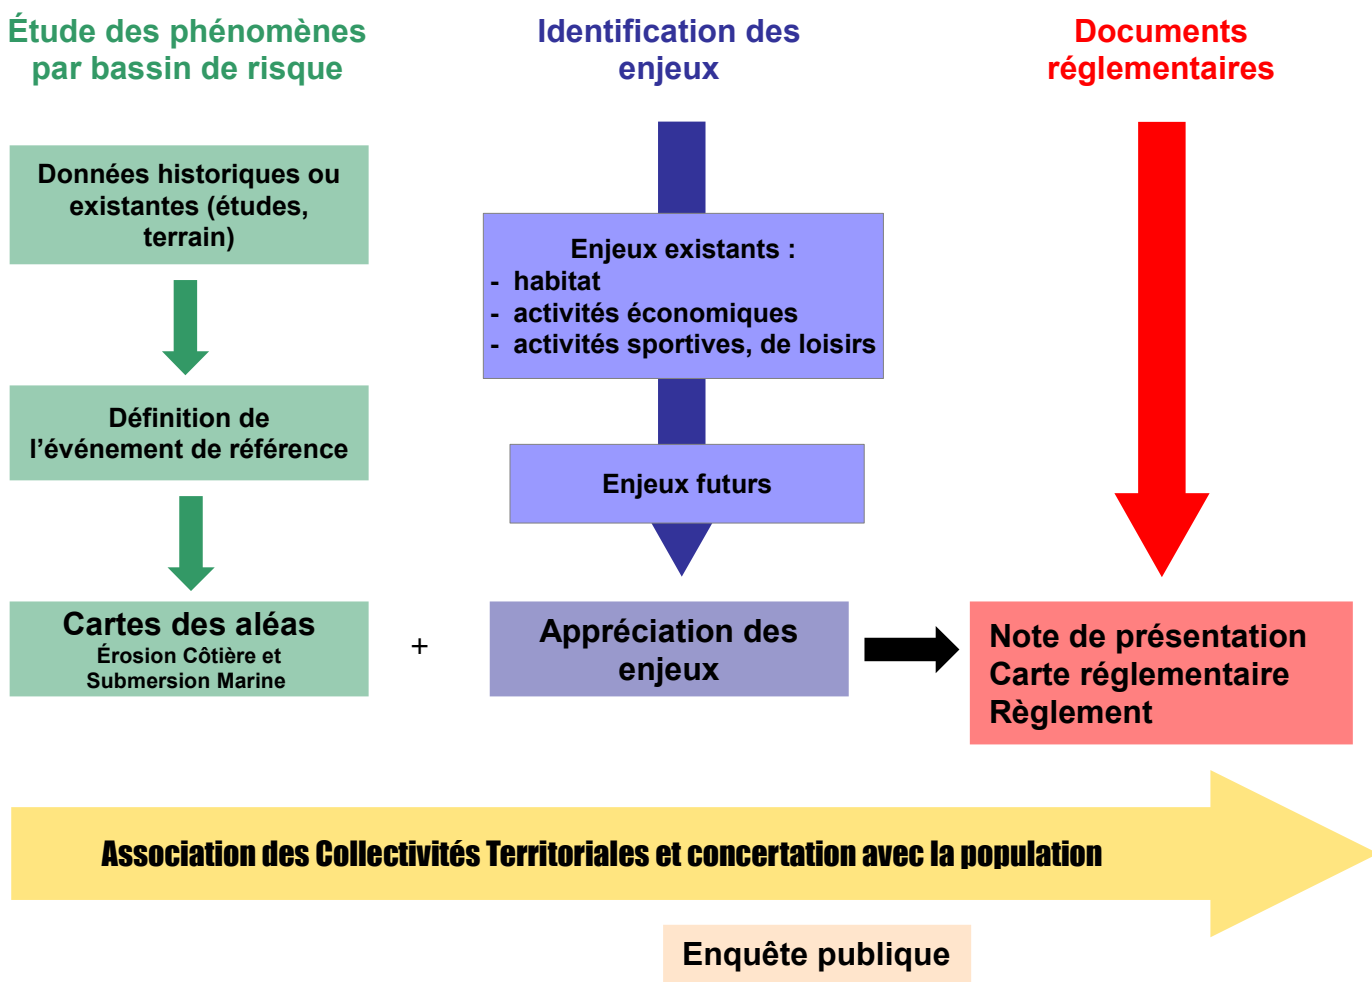 Étude des phénomènes
par bassin de risque
Données historiques ou
existantes (études,
terrain)
Définition de
l’événement de référence
Cartes des aléas
Érosion Côtière et
Submersion Marine
+
Identification des
enjeux
Enjeux existants :
- habitat
- activités économiques
- activités sportives, de loisirs
Enjeux futurs
Appréciation des
enjeux
Documents
réglementaires
Note de présentation
Carte réglementaire
Règlement
Association des Collectivités Territoriales et concertation avec la population
Enquête publique